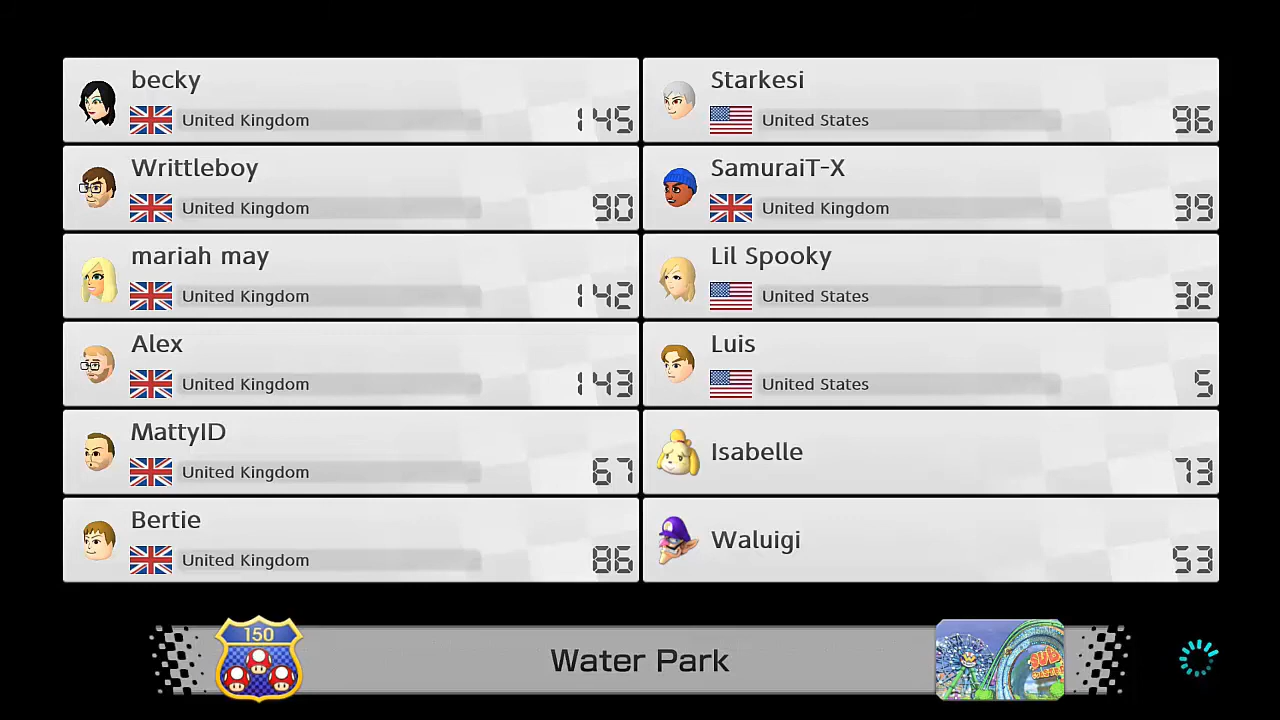 becky
United Kingdom
145
Writtleboy
United Kingdom
90
mariah may
United Kingdom
142
Alex
United Kingdom
143
MattyID
United Kingdom
67
Bertie
United Kingdom
86
Starkesi
United States
96
SamuraiT-X
United Kingdom
39
Lil Spooky
United States
32
Luis
United States
5
Isabelle
73
Waluigi
53
150
Water Park
SUB